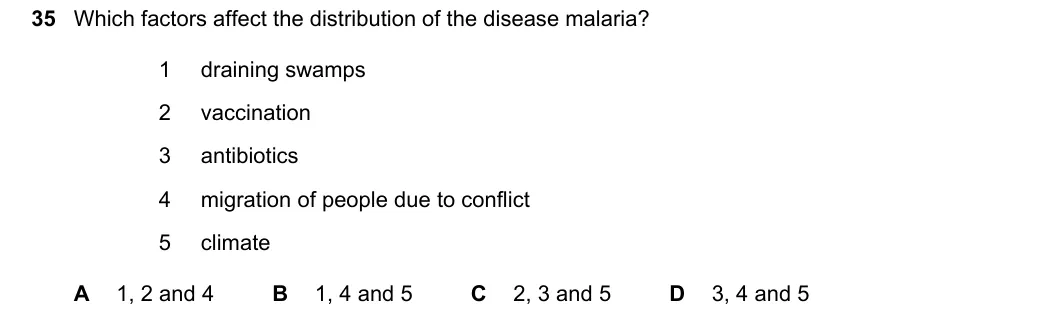 35 Which factors affect the distribution of the disease malaria?
1 draining swamps
2 vaccination
3 antibiotics
4 migration of people due to conflict
5 climate
A 1, 2 and 4 B 1, 4 and 5 C 2, 3 and 5 D 3, 4 and 5